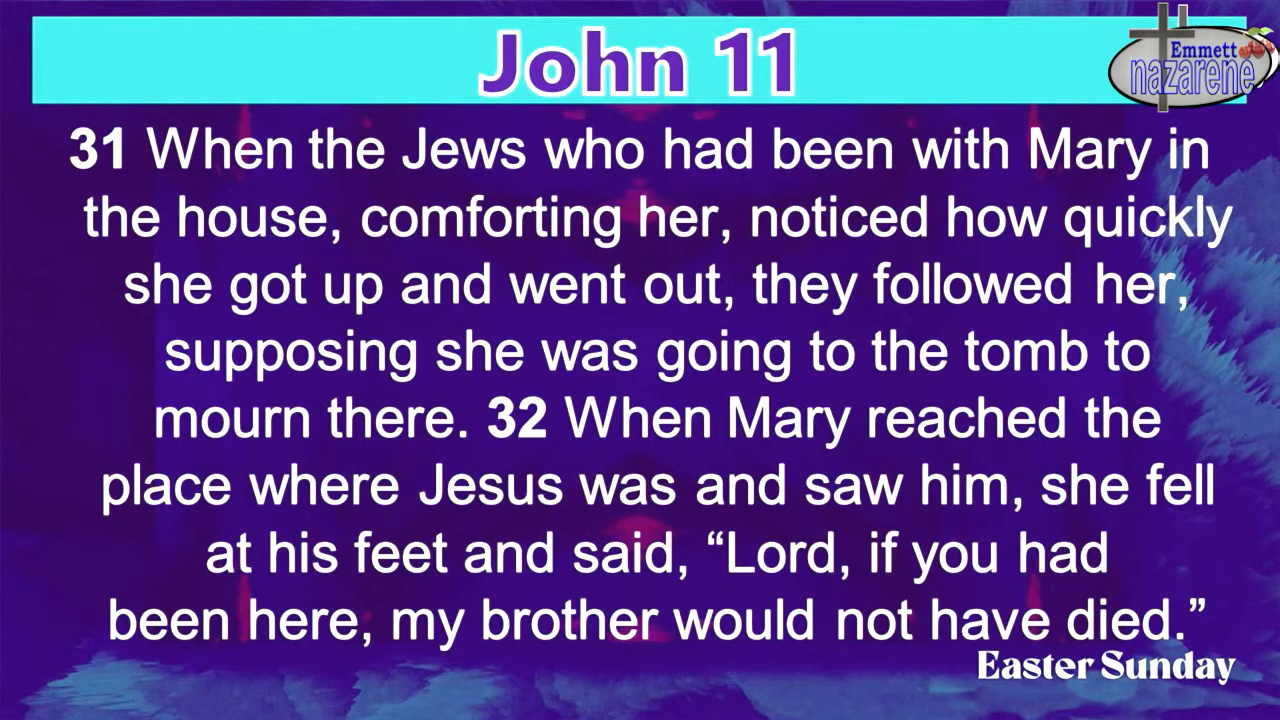 John 11
Emmett
nazarene
31 When the Jews who had been with Mary in
the house, comforting her, noticed how quickly
she got up and went out, they followed her,
supposing she was going to the tomb to
mourn there. 32 When Mary reached the
place where Jesus was and saw him, she fell
at his feet and said, “Lord, if you had
been here, my brother would not have died.”
Easter Sunday